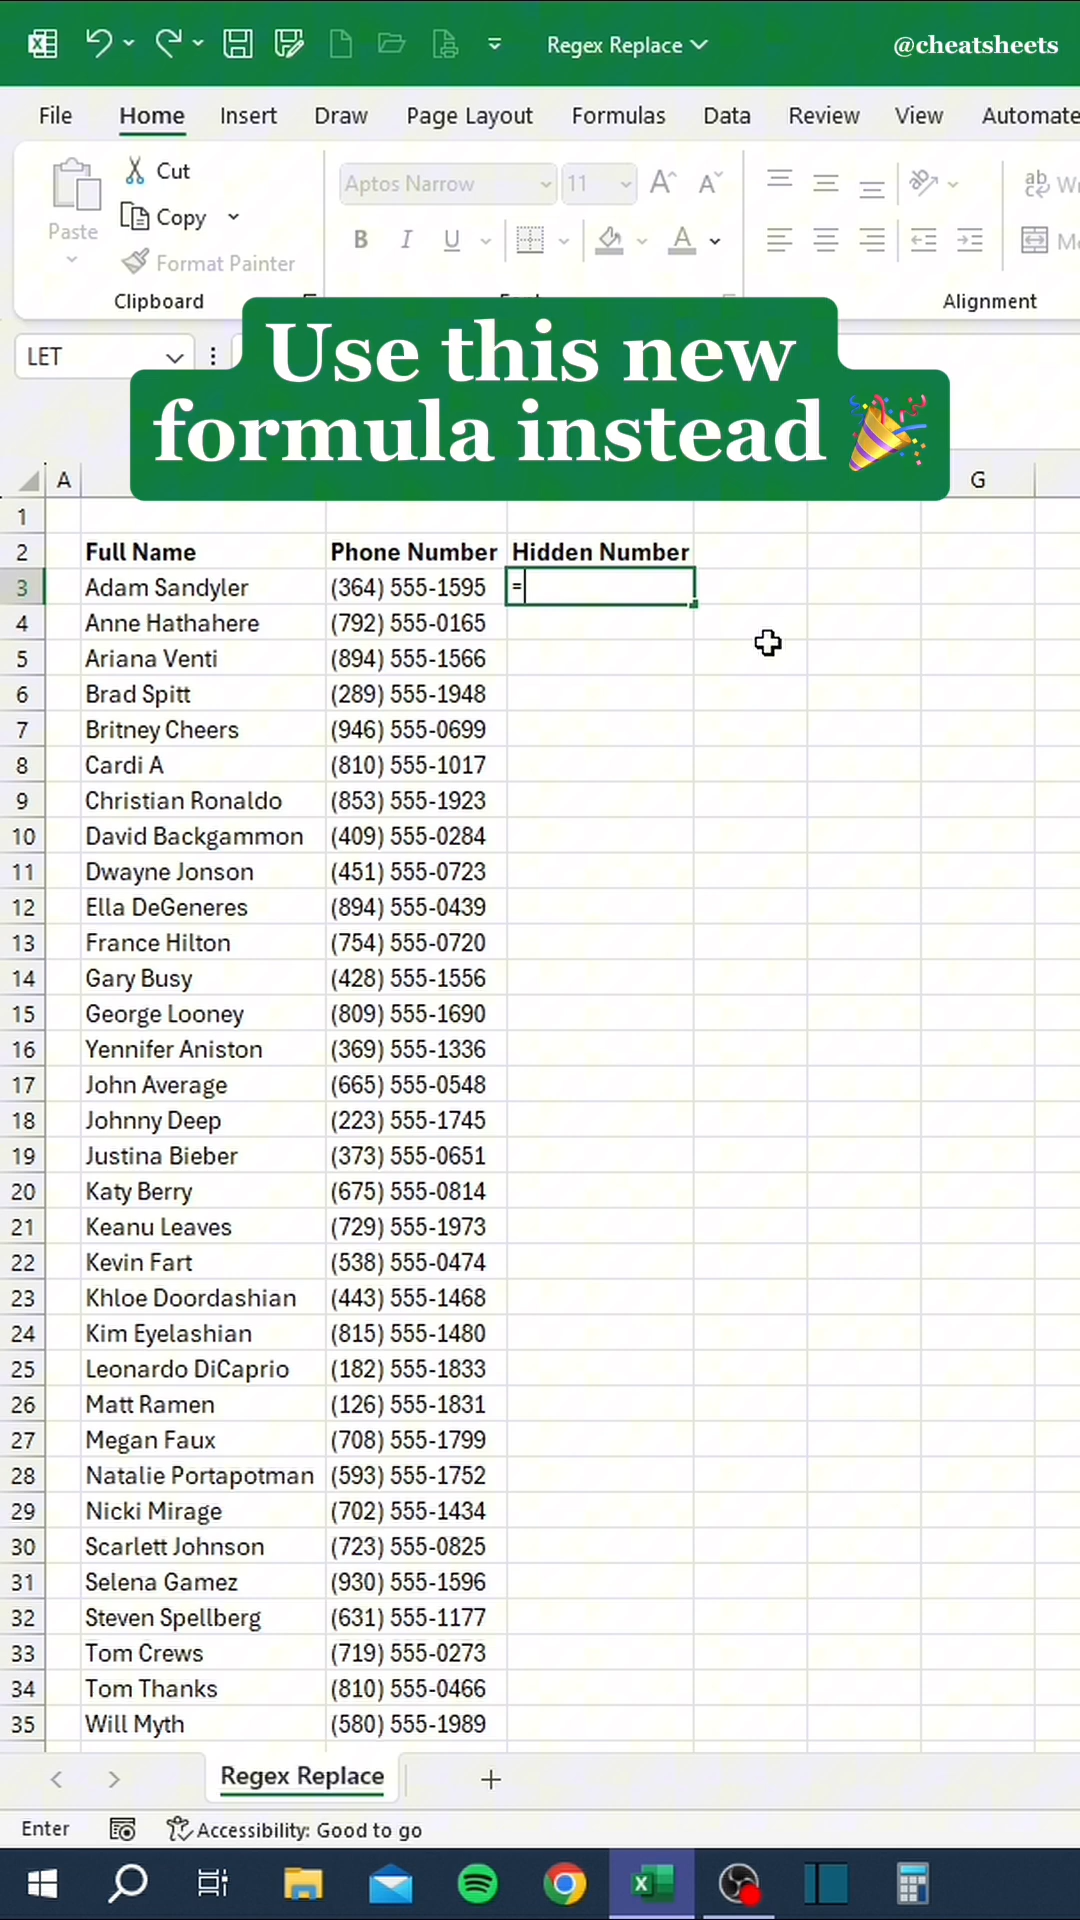 Regex Replace
@cheatsheets
File Home Insert Draw Page Layout Formulas Data Review View Automate
Cut
Copy
Paste
Format Painter
Aptos Narrow 11
B I U
Clipboard
Alignment
LET
Use this new
formula instead 🎉
A G
1
2 Full Name Phone Number Hidden Number
3 Adam Sandyler (364) 555-1595 =
4 Anne Hathahere (792) 555-0165
5 Ariana Venti (894) 555-1566
6 Brad Spitt (289) 555-1948
7 Britney Cheers (946) 555-0699
8 Cardi A (810) 555-1017
9 Christian Ronaldo (853) 555-1923
10 David Backgammon (409) 555-0284
11 Dwayne Jonson (451) 555-0723
12 Ella DeGeneres (894) 555-0439
13 France Hilton (754) 555-0720
14 Gary Busy (428) 555-1556
15 George Looney (809) 555-1690
16 Yennifer Aniston (369) 555-1336
17 John Average (665) 555-0548
18 Johnny Deep (223) 555-1745
19 Justina Bieber (373) 555-0651
20 Katy Berry (675) 555-0814
21 Keanu Leaves (729) 555-1973
22 Kevin Fart (538) 555-0474
23 Khloe Doordashian (443) 555-1468
24 Kim Eyelashian (815) 555-1480
25 Leonardo DiCaprio (182) 555-1833
26 Matt Ramen (126) 555-1831
27 Megan Faux (708) 555-1799
28 Natalie Portapotman (593) 555-1752
29 Nicki Mirage (702) 555-1434
30 Scarlett Johnson (723) 555-0825
31 Selena Gamez (930) 555-1596
32 Steven Spellberg (631) 555-1177
33 Tom Crews (719) 555-0273
34 Tom Thanks (810) 555-0466
35 Will Myth (580) 555-1989
Regex Replace
Enter Accessibility: Good to go